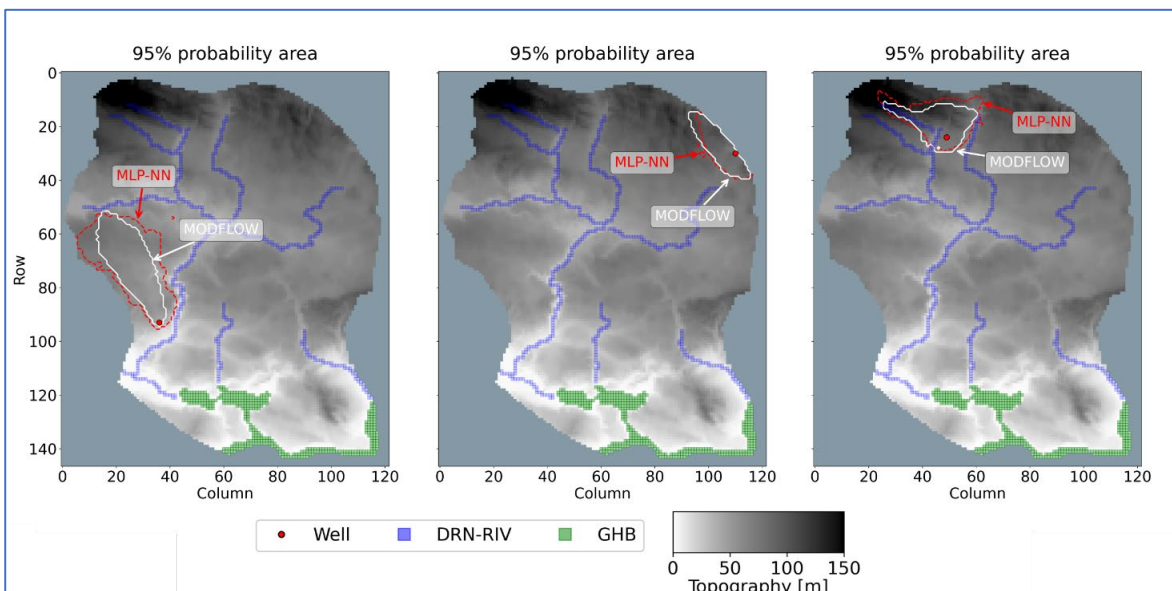 95% probability area
95% probability area
95% probability area
0
20
40
60
80
100
120
140
Row
MLP-NN
MODFLOW
MLP-NN
MODFLOW
MLP-NN
MODFLOW
0 20 40 60 80 100 120
0 20 40 60 80 100 120
0 20 40 60 80 100 120
Column
Column
Column
Well DRN-RIV GHB
0 50 100 150
Topography [m]